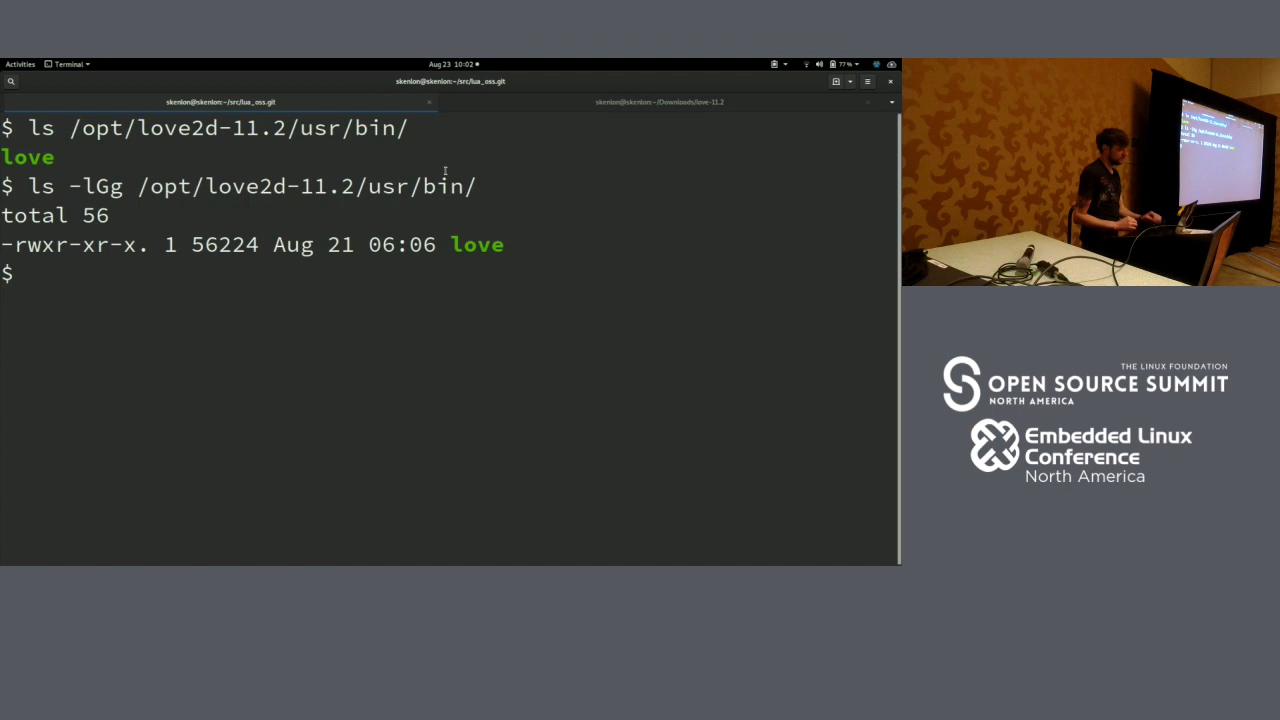 Activities
Terminal
Aug 23 10:02
77 %
skenlon@skenlon:~/src/lua_oss.git
skenlon@skenlon:~/src/lua_oss.git
skenlon@skenlon:~/Downloads/love-11.2
$ ls /opt/love2d-11.2/usr/bin/
love
$ ls -lGg /opt/love2d-11.2/usr/bin/
total 56
-rwxr-xr-x. 1 56224 Aug 21 06:06 love
$
THE LINUX FOUNDATION
OPEN SOURCE SUMMIT
NORTH AMERICA
Embedded Linux
Conference
North America